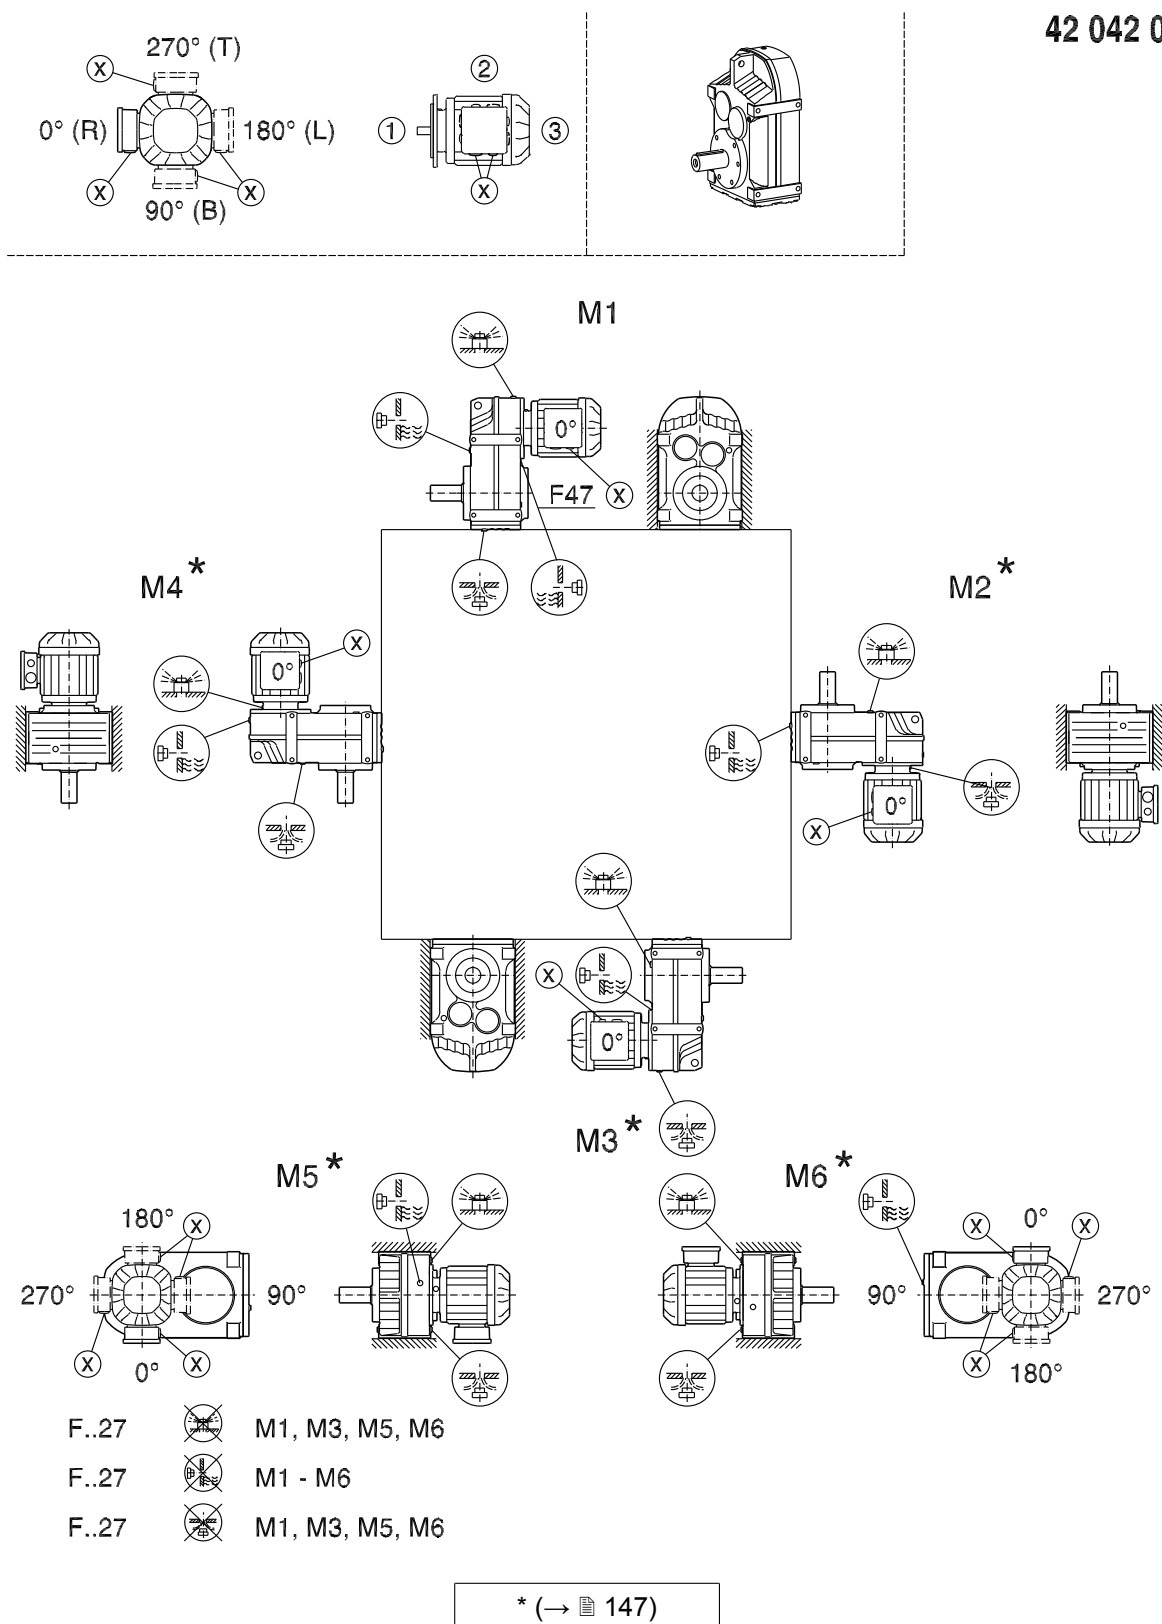 42 042 0
270° (T)
X
0° (R)
180° (L)
X
X
90° (B)
2
1
3
X
M1
0°
F47
X
M4*
M2*
X
0°
0°
X
X
0°
M3*
M5*
M6*
180°
X
X
0°
X
270°
90°
90°
270°
X
0°
X
X
180°
F..27 M1, M3, M5, M6
F..27 M1 - M6
F..27 M1, M3, M5, M6
* (→ 147)